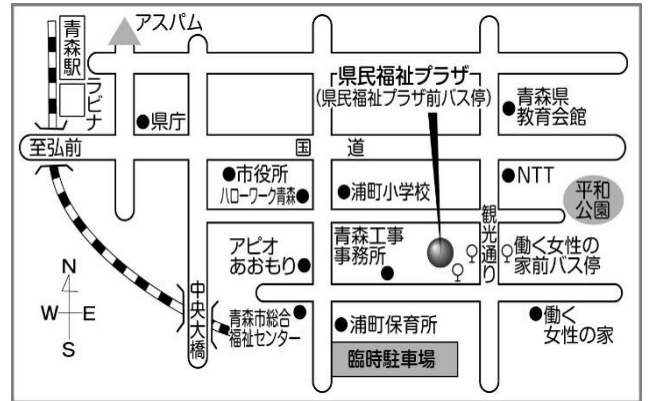 アスパム
青森駅
ラビナ
県庁
県民福祉プラザ
(県民福祉プラザ前バス停)
青森県
教育会館
至弘前
国道
市役所
ハローワーク青森
浦町小学校
NTT
平和
公園
アピオ
あおもり
青森工事
事務所
観光通り
働く女性の
家前バス停
N
W E
S
中央大橋
青森市総合
福祉センター
浦町保育所
働く
女性の家
臨時駐車場